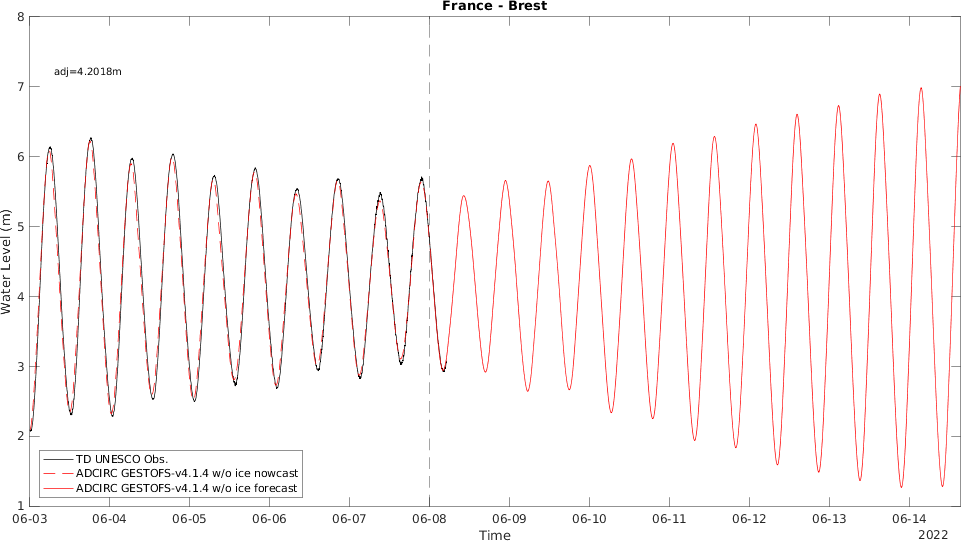 France - Brest
adj=4.2018m
Water Level (m)
8
7
6
5
4
3
2
1
TD UNESCO Obs.
ADCIRC GESTOFS-v4.1.4 w/o ice nowcast
ADCIRC GESTOFS-v4.1.4 w/o ice forecast
06-03 06-04 06-05 06-06 06-07 06-08 06-09 06-10 06-11 06-12 06-13 06-14
Time
2022